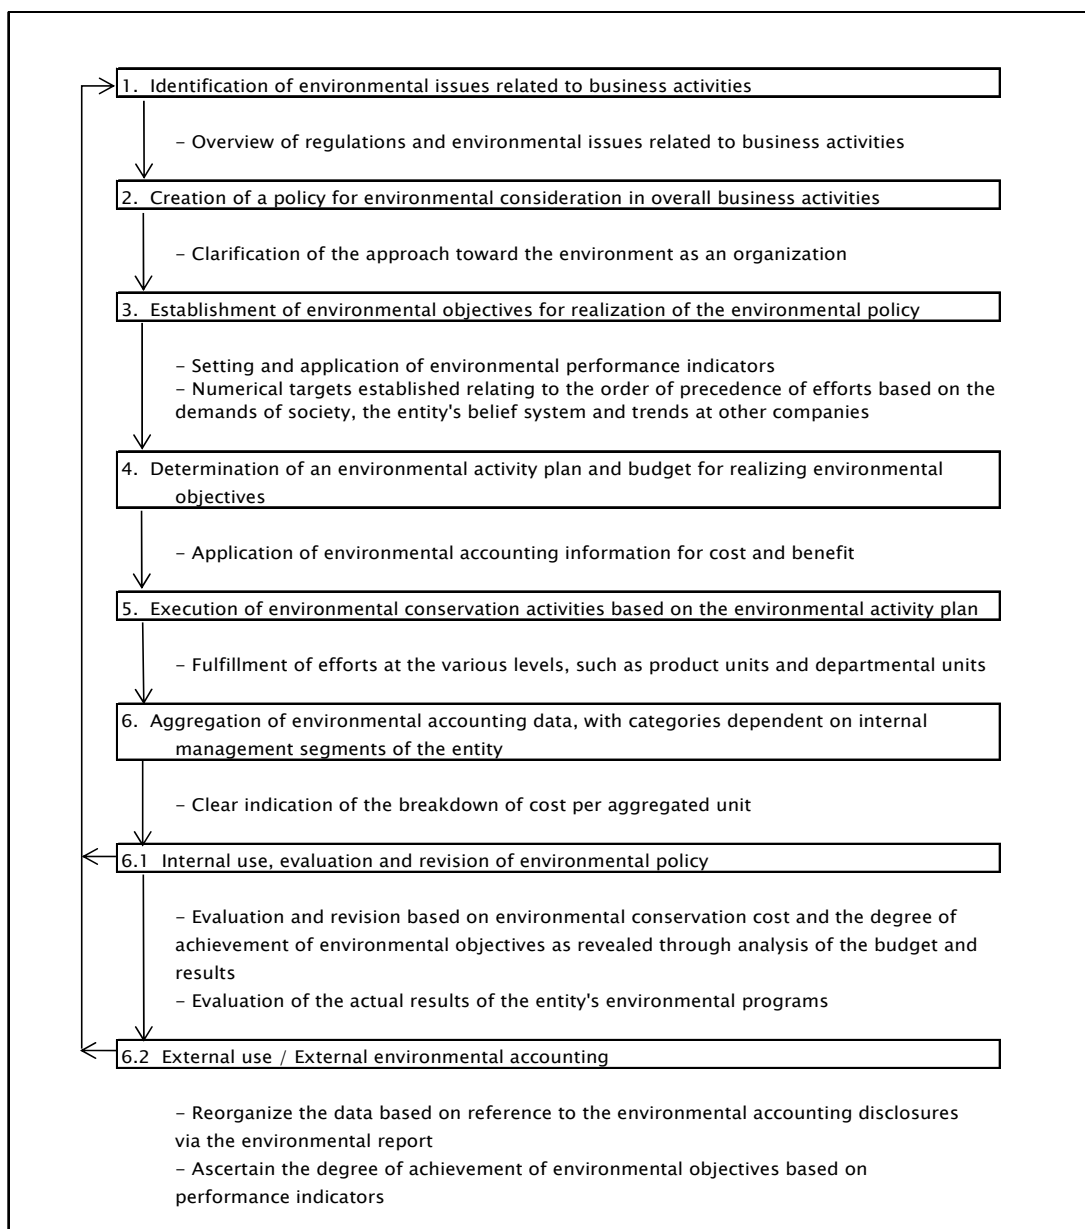 1. Identification of environmental issues related to business activities
– Overview of regulations and environmental issues related to business activities
2. Creation of a policy for environmental consideration in overall business activities
– Clarification of the approach toward the environment as an organization
3. Establishment of environmental objectives for realization of the environmental policy
– Setting and application of environmental performance indicators
– Numerical targets established relating to the order of precedence of efforts based on the
demands of society, the entity's belief system and trends at other companies
4. Determination of an environmental activity plan and budget for realizing environmental
objectives
– Application of environmental accounting information for cost and benefit
5. Execution of environmental conservation activities based on the environmental activity plan
– Fulfillment of efforts at the various levels, such as product units and departmental units
6. Aggregation of environmental accounting data, with categories dependent on internal
management segments of the entity
– Clear indication of the breakdown of cost per aggregated unit
6.1 Internal use, evaluation and revision of environmental policy
– Evaluation and revision based on environmental conservation cost and the degree of
achievement of environmental objectives as revealed through analysis of the budget and
results
– Evaluation of the actual results of the entity's environmental programs
6.2 External use / External environmental accounting
– Reorganize the data based on reference to the environmental accounting disclosures
via the environmental report
– Ascertain the degree of achievement of environmental objectives based on
performance indicators